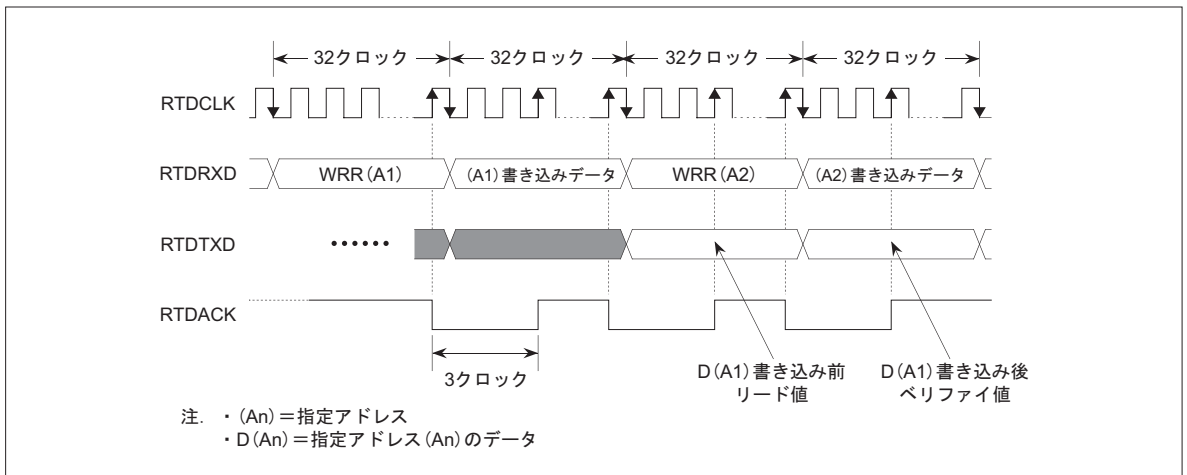 32クロック 32クロック 32クロック 32クロック
RTDCLK
RTDRXD WRR(A1) (A1)書き込みデータ WRR(A2) (A2)書き込みデータ
RTDTXD
RTDACK
3クロック
D(A1)書き込み前
リード値
D(A1)書き込み後
ベリファイ値
注. ・(An)=指定アドレス
・D(An)=指定アドレス(An)のデータ